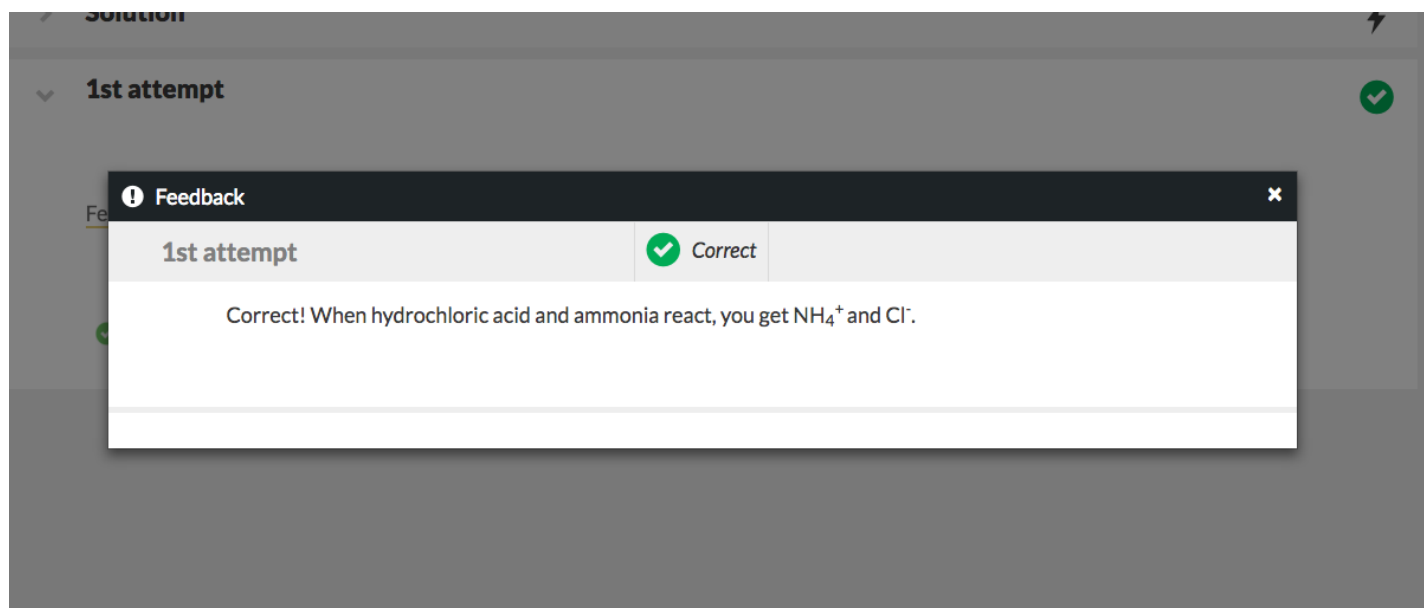 Solution
1st attempt
Feedback
Fe
1st attempt
Correct
Correct! When hydrochloric acid and ammonia react, you get NH₄⁺ and Cl⁻.